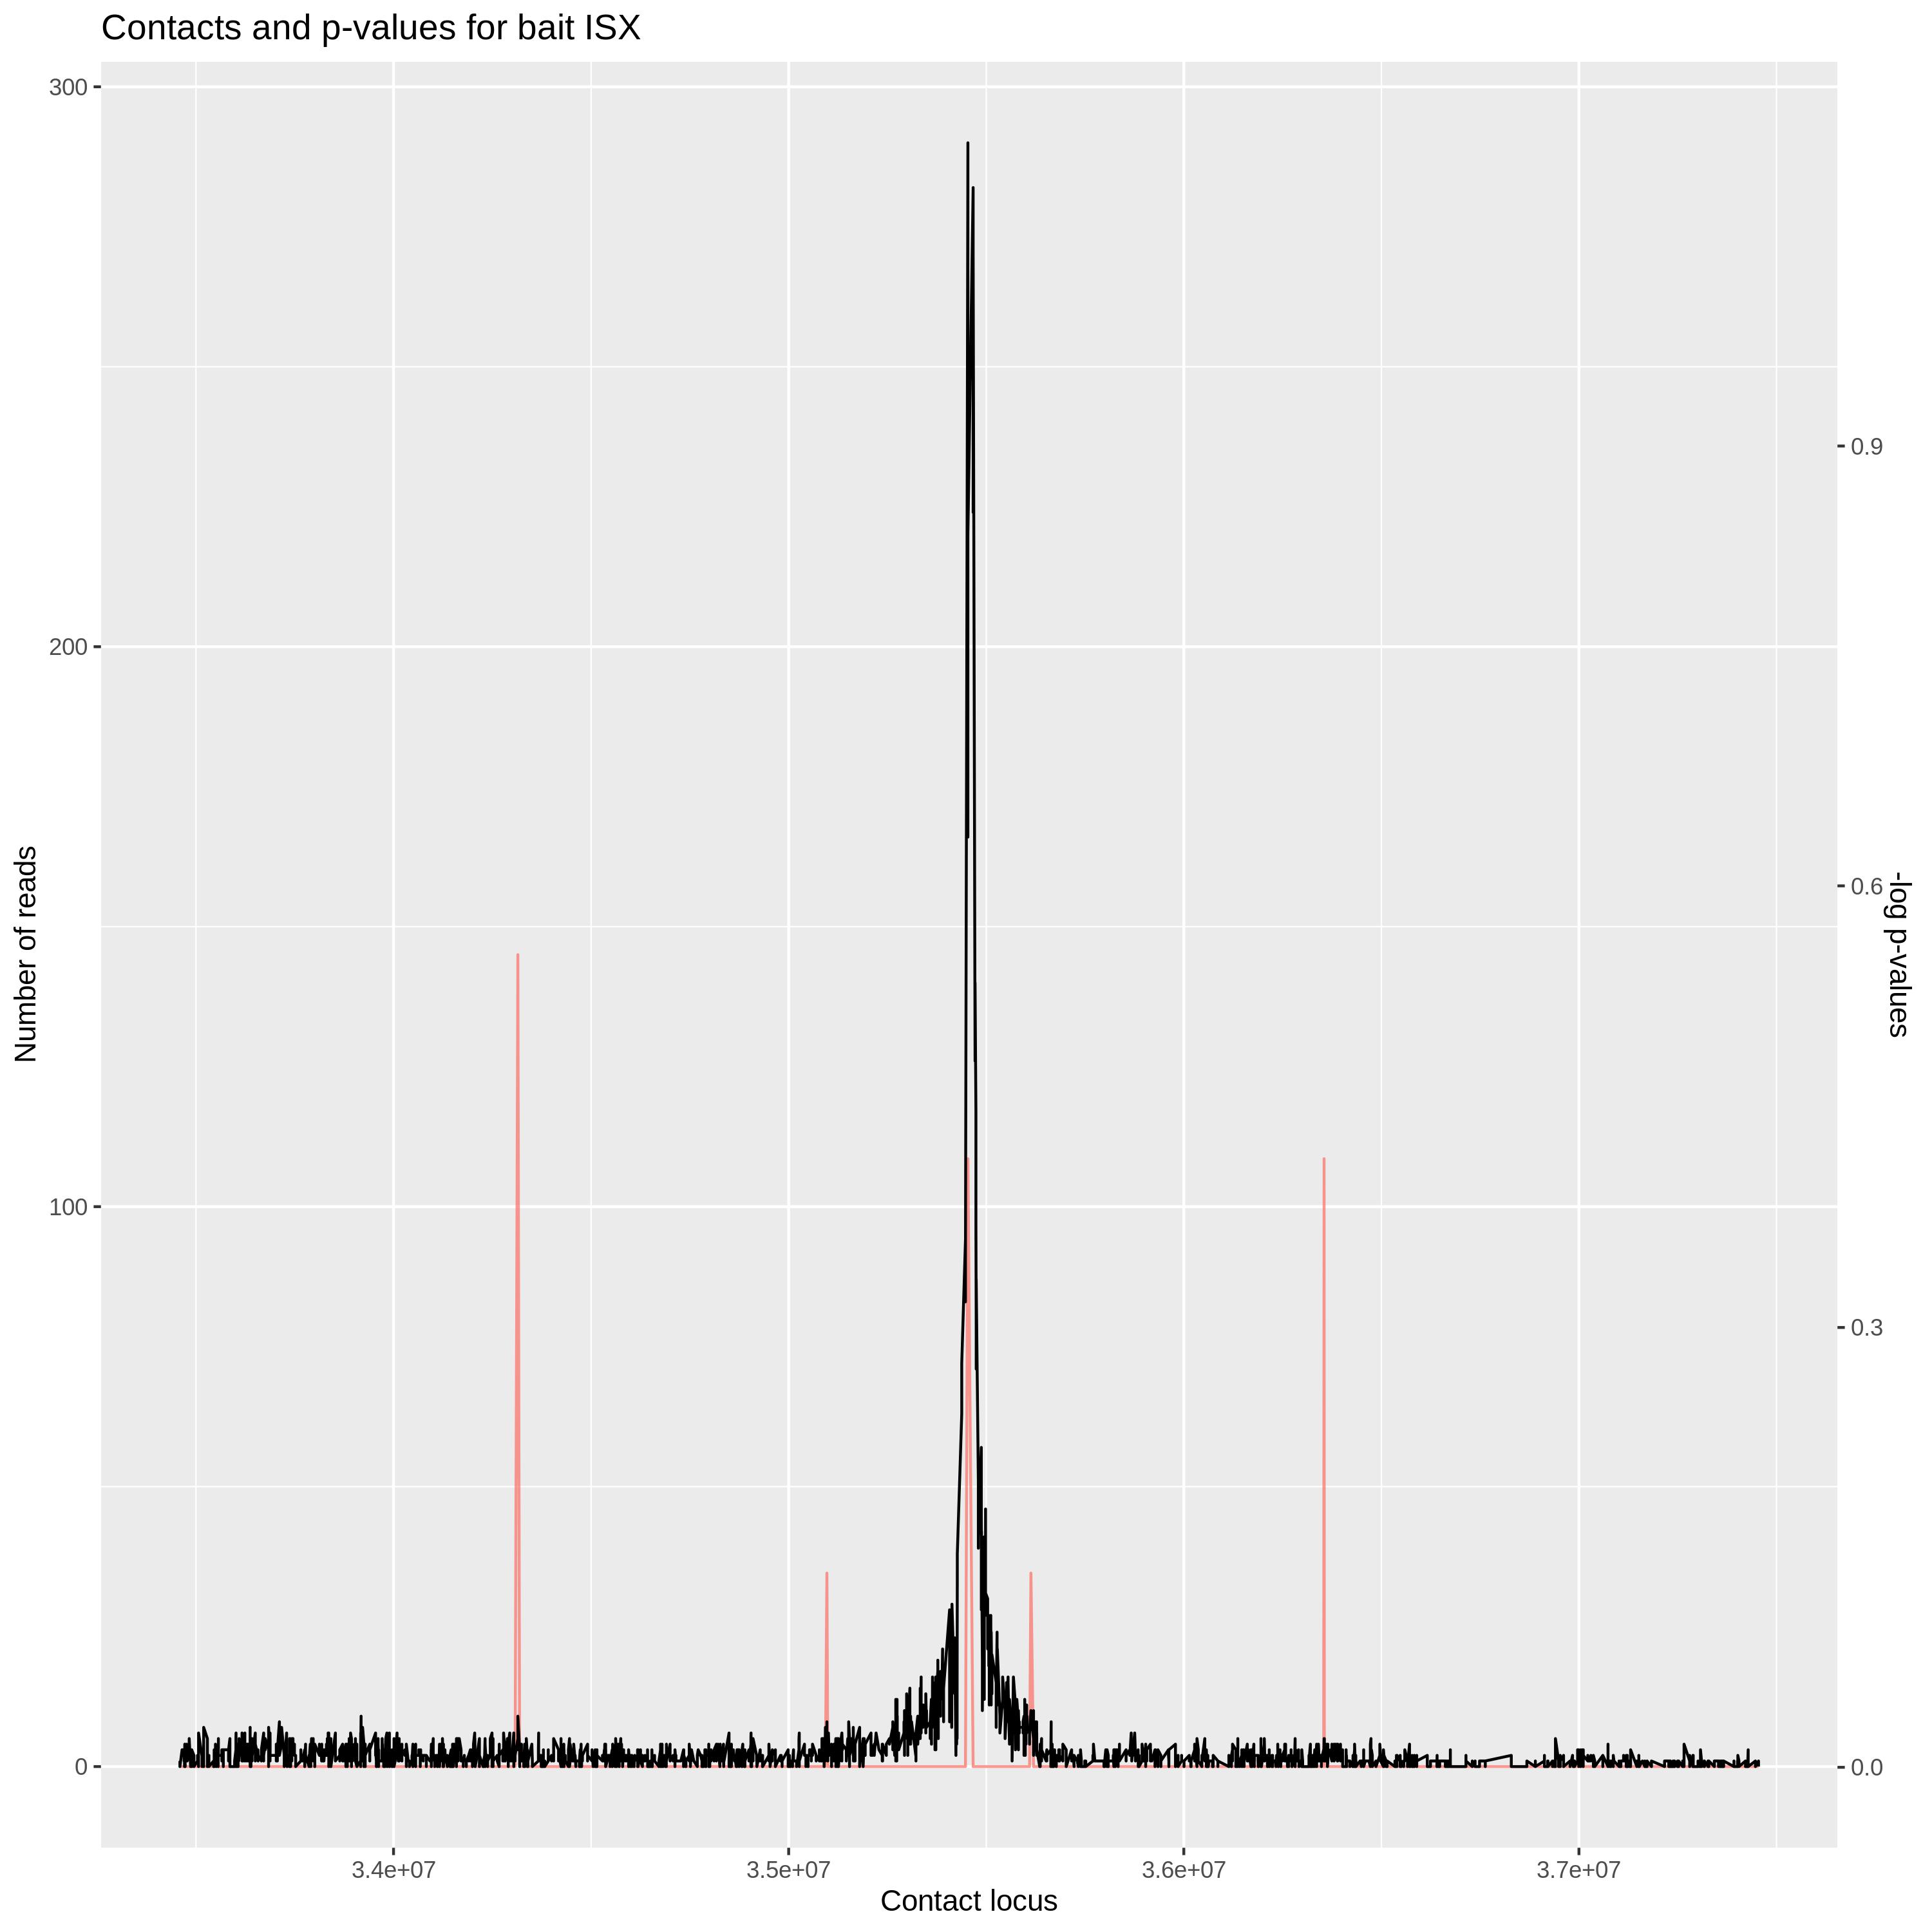 Contacts and p-values for bait ISX
300
200
100
0
Number of reads
0.9
0.6
0.3
0.0
-log p-values
3.4e+07
3.5e+07
3.6e+07
3.7e+07
Contact locus